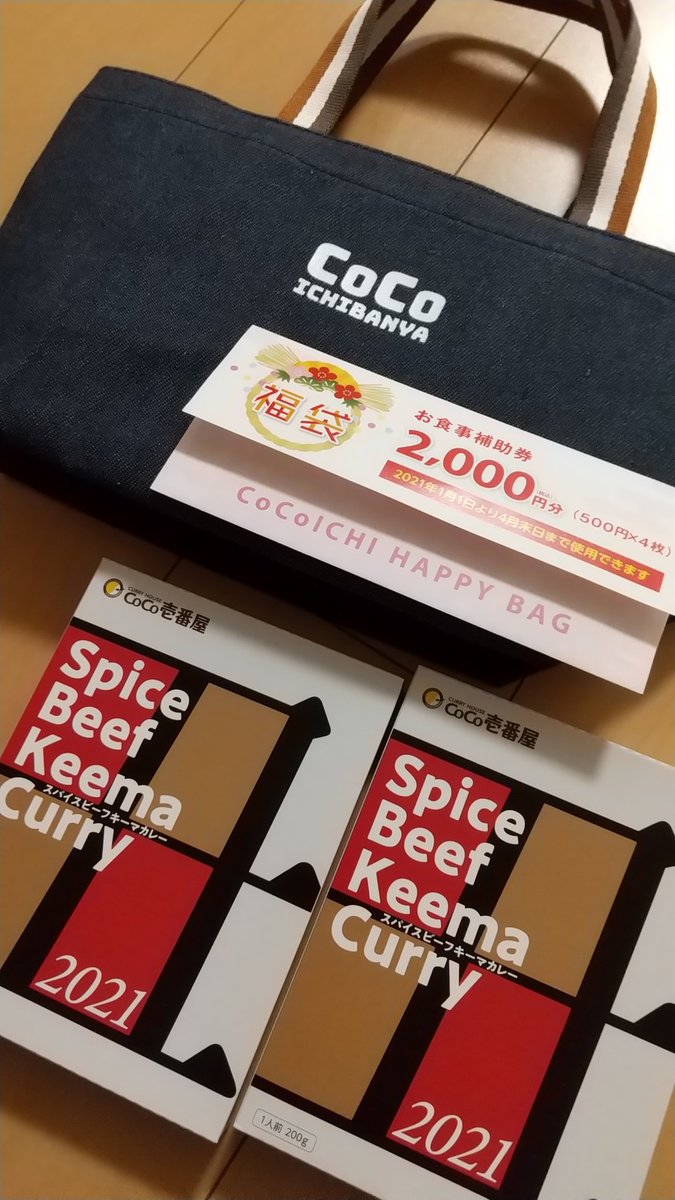 CoCo
ICHIBANYA
福袋
お食事補助券
2,000円分(税込)(500円×4枚)
2021年1月1日より4月末日まで使用できます
CoCoICHI HAPPY BAG
CURRY HOUSE
CoCo壱番屋
Spice
Beef
Keema
スパイスビーフキーマカレー
Curry
2021
CURRY HOUSE
CoCo壱番屋
Spice
Beef
Keema
スパイスビーフキーマカレー
Curry
2021
1人前 200g